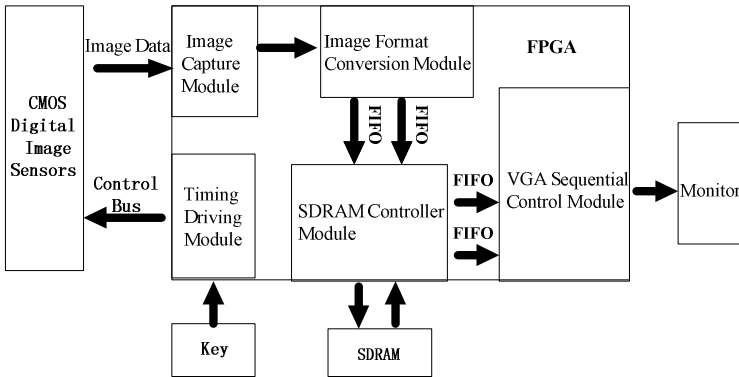 Image Data
Image
Capture
Module
Image Format
Conversion Module
FPGA
CMOS
Digital
Image
Sensors
FIFO
FIFO
Control
Bus
Timing
Driving
Module
SDRAM Controller
Module
FIFO
FIFO
VGA Sequential
Control Module
Monitor
Key
SDRAM